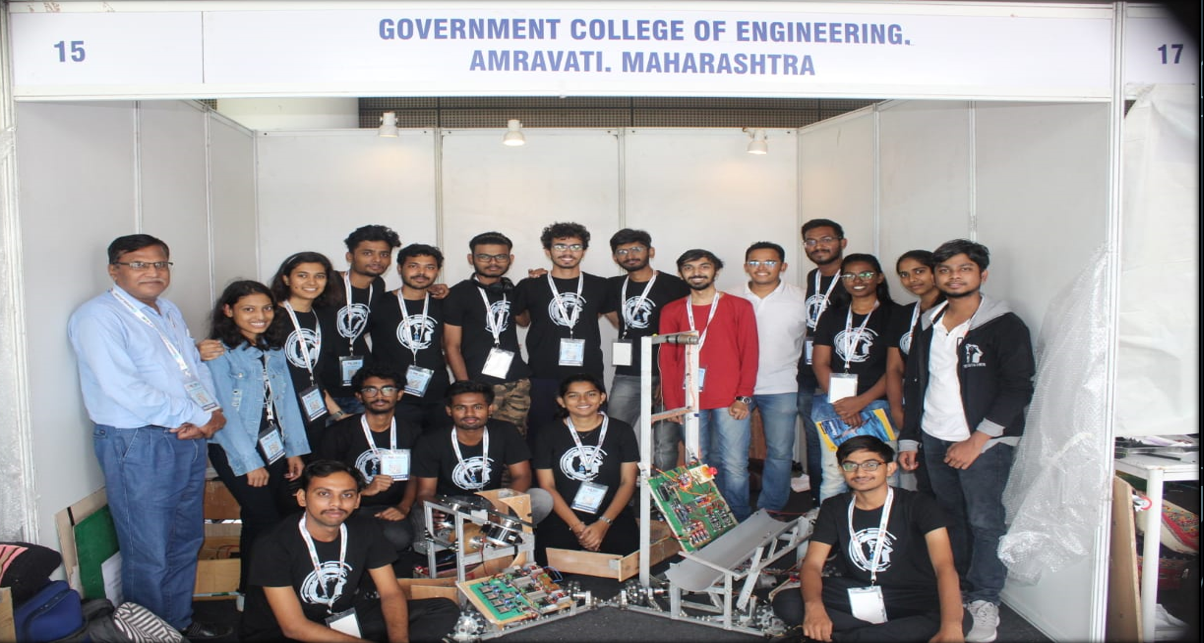 15
GOVERNMENT COLLEGE OF ENGINEERING.
AMRAVATI. MAHARASHTRA
17